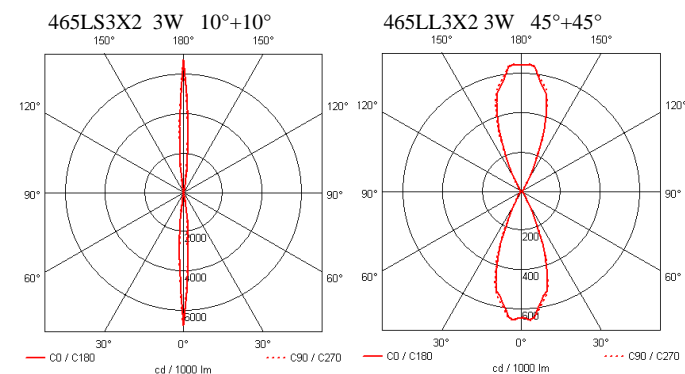 465LS3X2 3W 10°+10°
150° 180° 150°
120° 120°
90° 90°
60° 60°
2000
4000
6000
30° 0° 30°
C0 / C180 C90 / C270
cd / 1000 lm
465LL3X2 3W 45°+45°
150° 180° 150°
120° 120°
90° 90°
60° 60°
200
400
600
30° 0° 30°
C0 / C180 C90 / C270
cd / 1000 lm